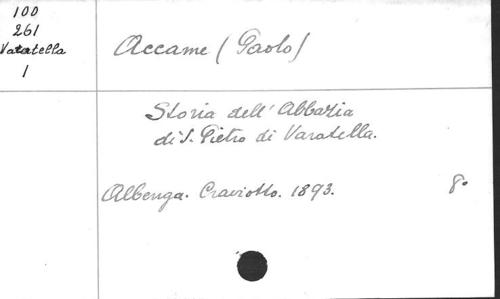 100
261
Varatella
1
Accame (Paolo)
Storia dell' Abbazia
di S. Pietro di Varatella.
Albenga. Craviotto. 1893. 8°